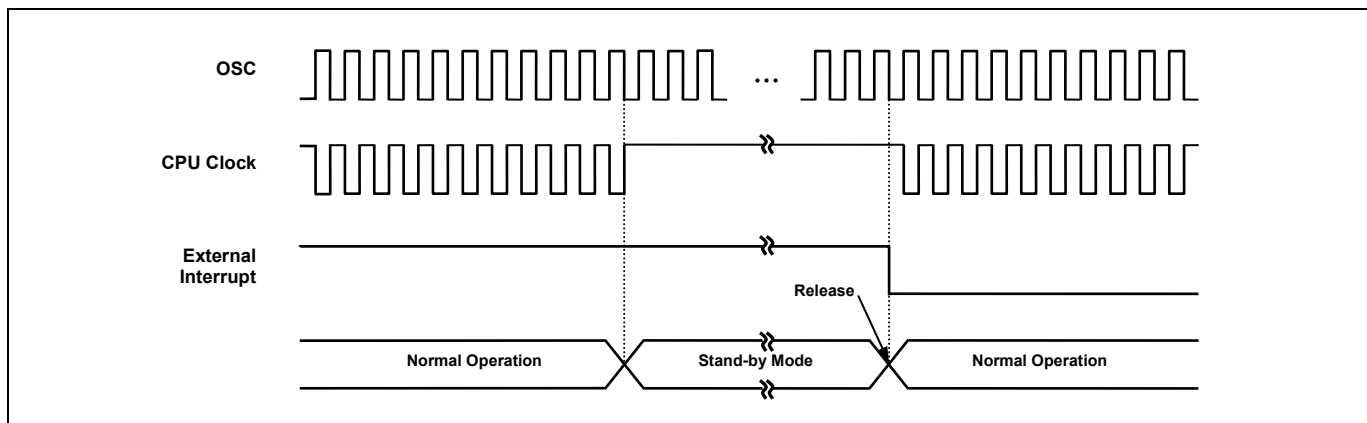 OSC
...
CPU Clock
External
Interrupt
Release
Normal Operation
Stand-by Mode
Normal Operation